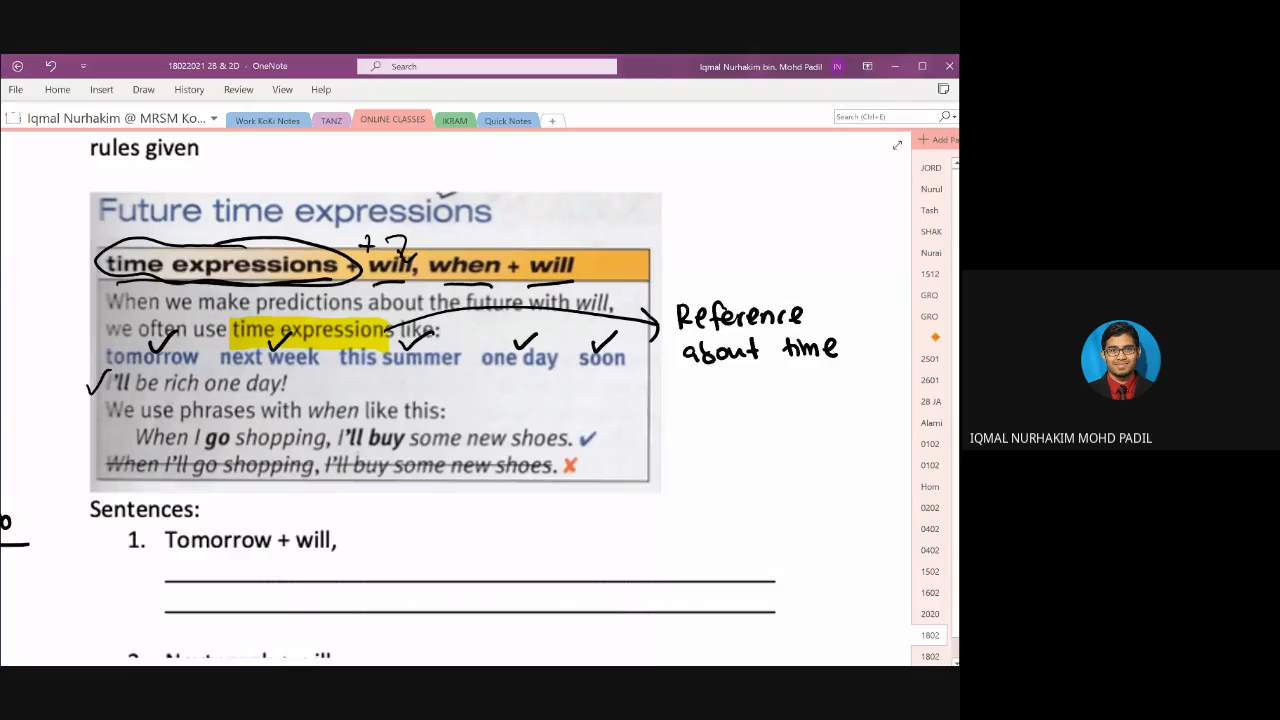 18022021 2B & 2D - OneNote
Search
Iqmal Nurhakim bin. Mohd Padil
IN
File Home Insert Draw History Review View Help
Iqmal Nurhakim @ MRSM Ko...
Work KoKi Notes
TANZ
ONLINE CLASSES
IKRAM
Quick Notes
Search (Ctrl+E)
rules given
Add Pa
JORD
Nurul
Tash
SHAK
Nurai
1512
GRO
GRO
2501
2601
28 JA
Alami
0102
0102
Hom
0202
0402
0402
1502
1602
2020
1802
1802
Future time expressions
time expressions + will, when + will
When we make predictions about the future with will,
we often use time expressions like:
tomorrow next week this summer one day soon
I'll be rich one day!
We use phrases with when like this:
When I go shopping, I'll buy some new shoes. ✓
When I'll go shopping, I'll buy some new shoes. ✗
Reference
about time
Sentences:
1. Tomorrow + will,
IQMAL NURHAKIM MOHD PADIL